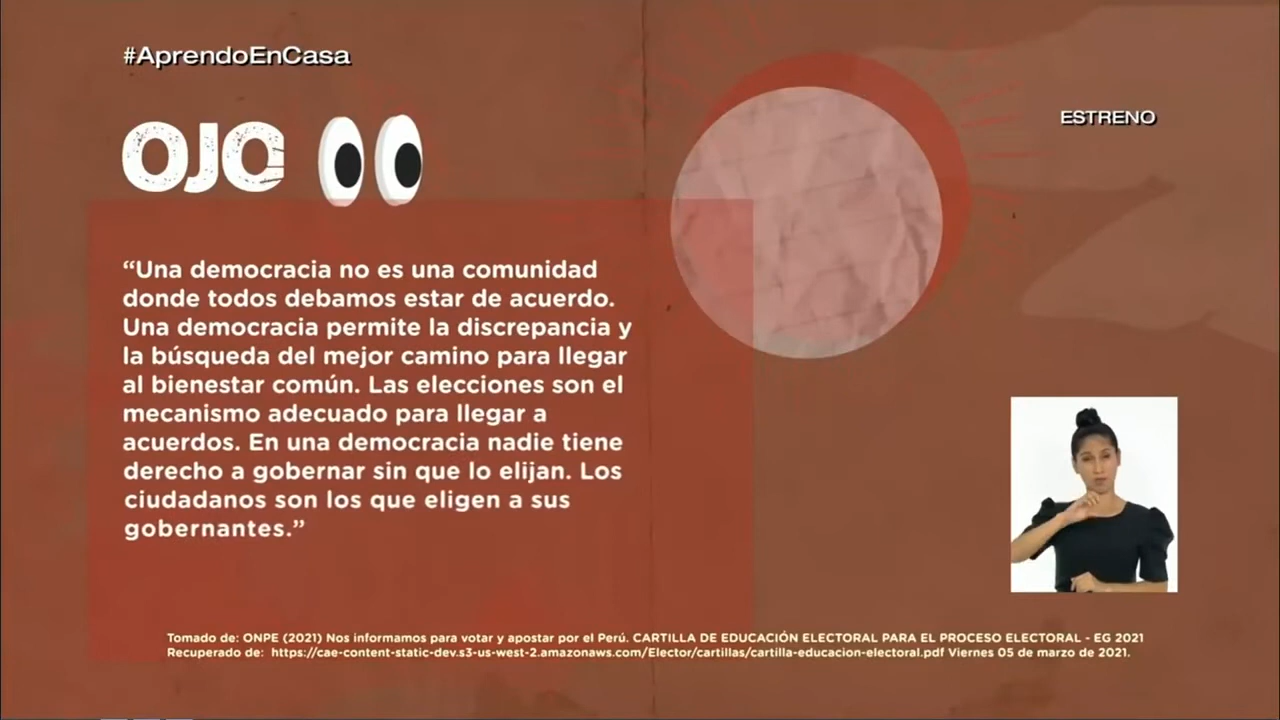 #AprendoEnCasa
ESTRENO
OJO
“Una democracia no es una comunidad
donde todos debamos estar de acuerdo.
Una democracia permite la discrepancia y
la búsqueda del mejor camino para llegar
al bienestar común. Las elecciones son el
mecanismo adecuado para llegar a
acuerdos. En una democracia nadie tiene
derecho a gobernar sin que lo elijan. Los
ciudadanos son los que eligen a sus
gobernantes.”
Tomado de: ONPE (2021) Nos informamos para votar y apostar por el Perú. CARTILLA DE EDUCACIÓN ELECTORAL PARA EL PROCESO ELECTORAL - EG 2021
Recuperado de: https://cae-content-static-dev.s3-us-west-2.amazonaws.com/Elector/cartillas/cartilla-educacion-electoral.pdf Viernes 05 de marzo de 2021.